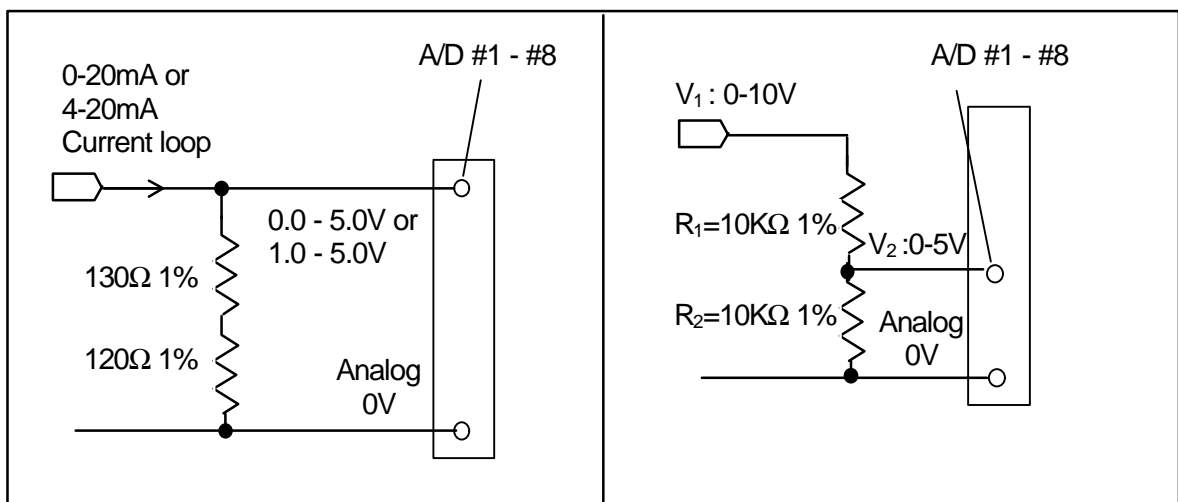 0-20mA or
4-20mA
Current loop
A/D #1 - #8
0.0 - 5.0V or
1.0 - 5.0V
130Ω 1%
120Ω 1%
Analog
0V
A/D #1 - #8
V₁ : 0-10V
R₁=10KΩ 1%
V₂ :0-5V
R₂=10KΩ 1%
Analog
0V